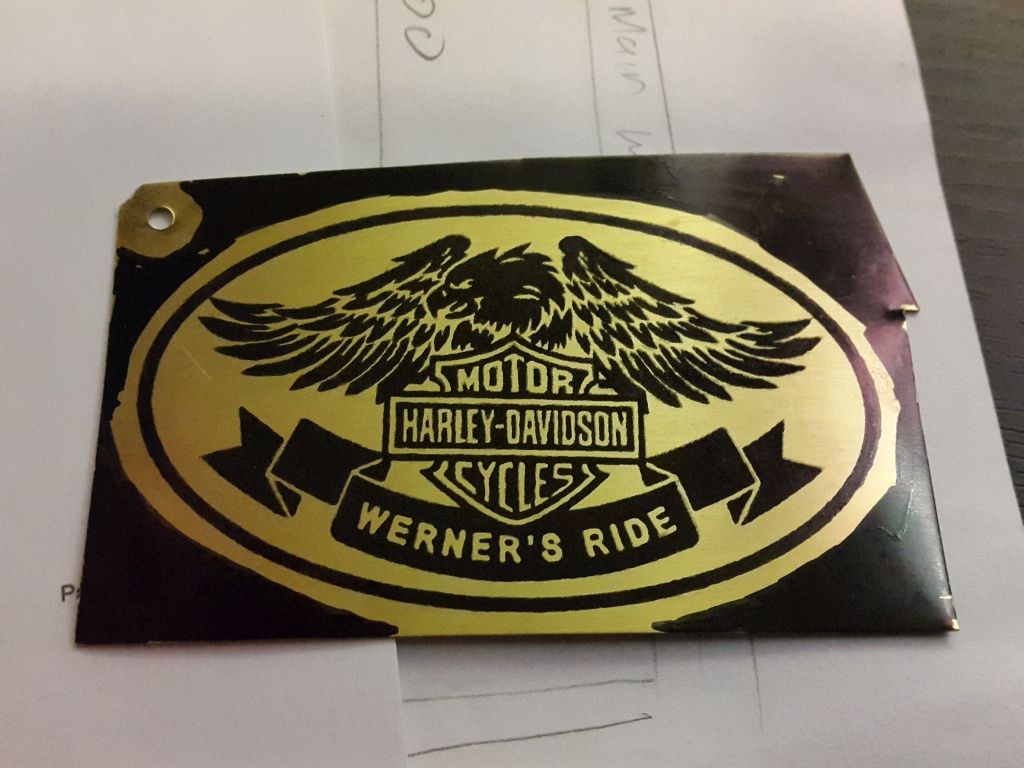 Main
MOTOR
HARLEY-DAVIDSON
CYCLES
WERNER'S RIDE